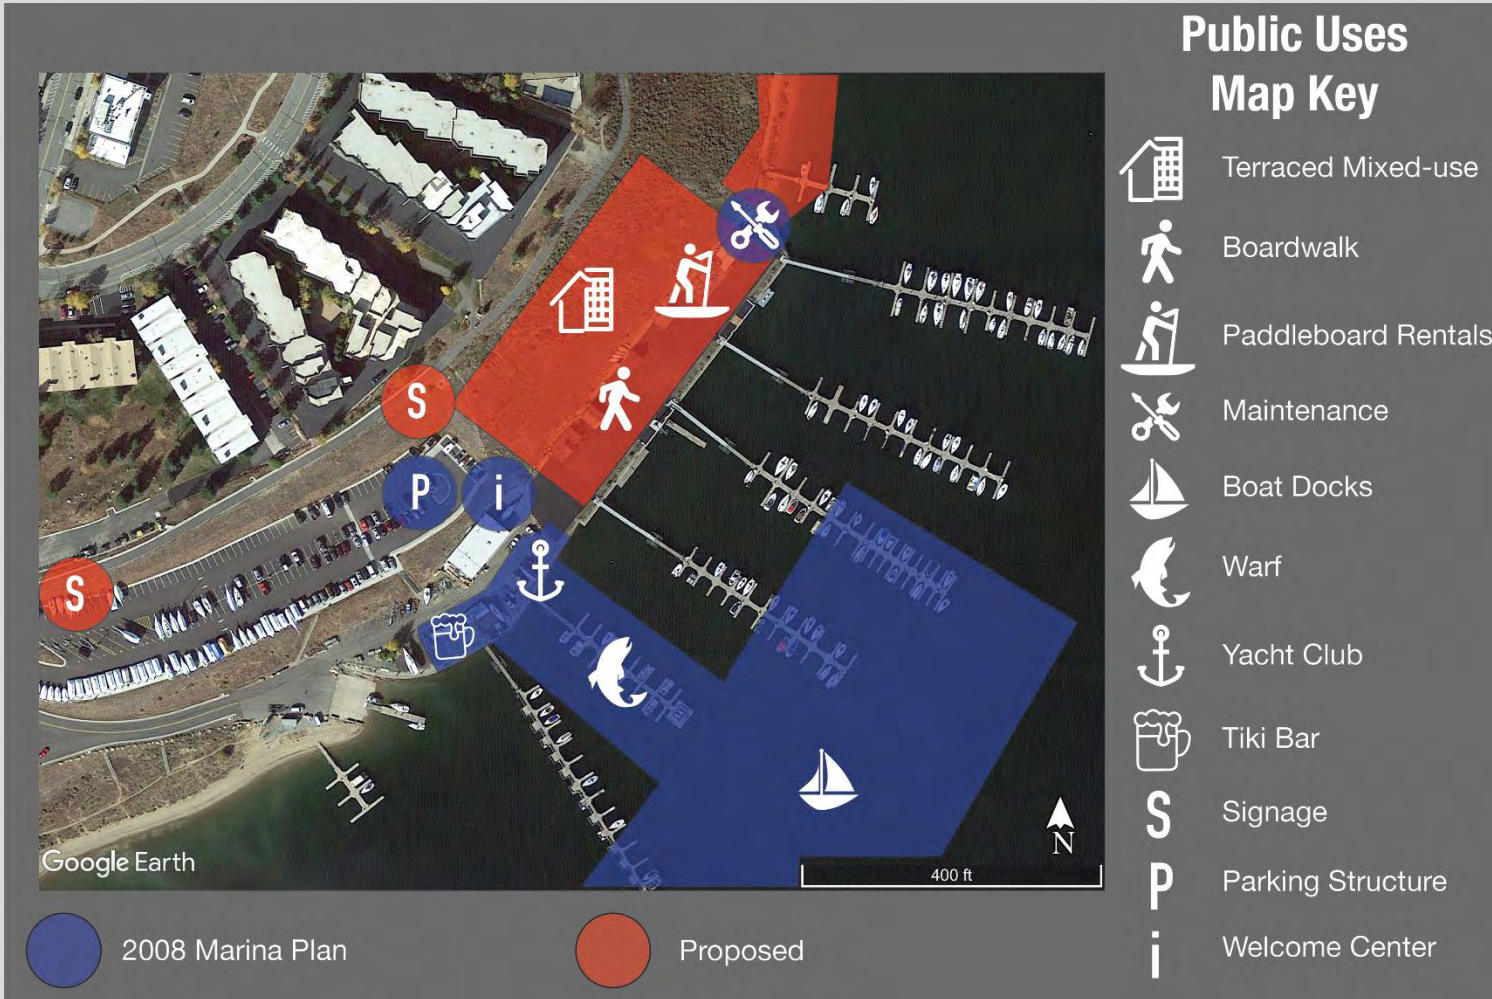 Public Uses
Map Key
Terraced Mixed-use
Boardwalk
Paddleboard Rentals
Maintenance
Boat Docks
Warf
Yacht Club
Tiki Bar
S Signage
P Parking Structure
i Welcome Center
S
P
i
S
N
400 ft
Google Earth
2008 Marina Plan
Proposed